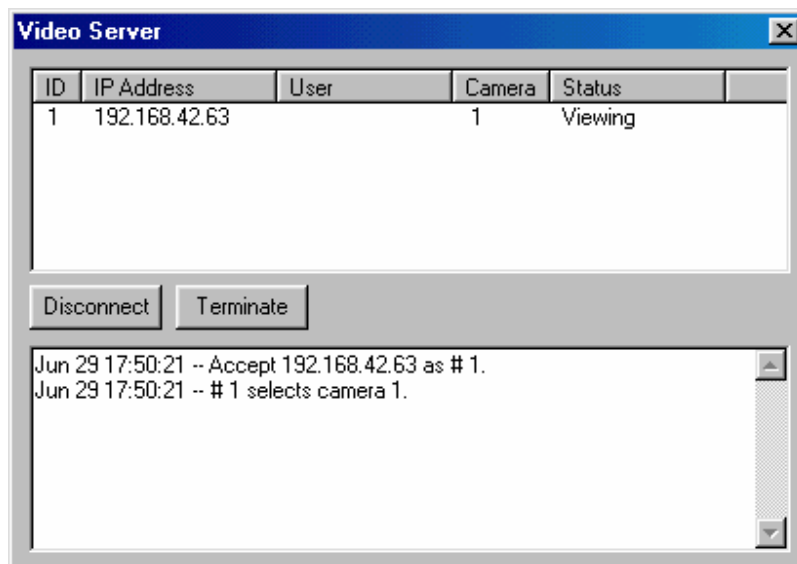 Video Server
ID IP Address User Camera Status
1 192.168.42.63 1 Viewing
Disconnect Terminate
Jun 29 17:50:21 -- Accept 192.168.42.63 as # 1.
Jun 29 17:50:21 -- # 1 selects camera 1.